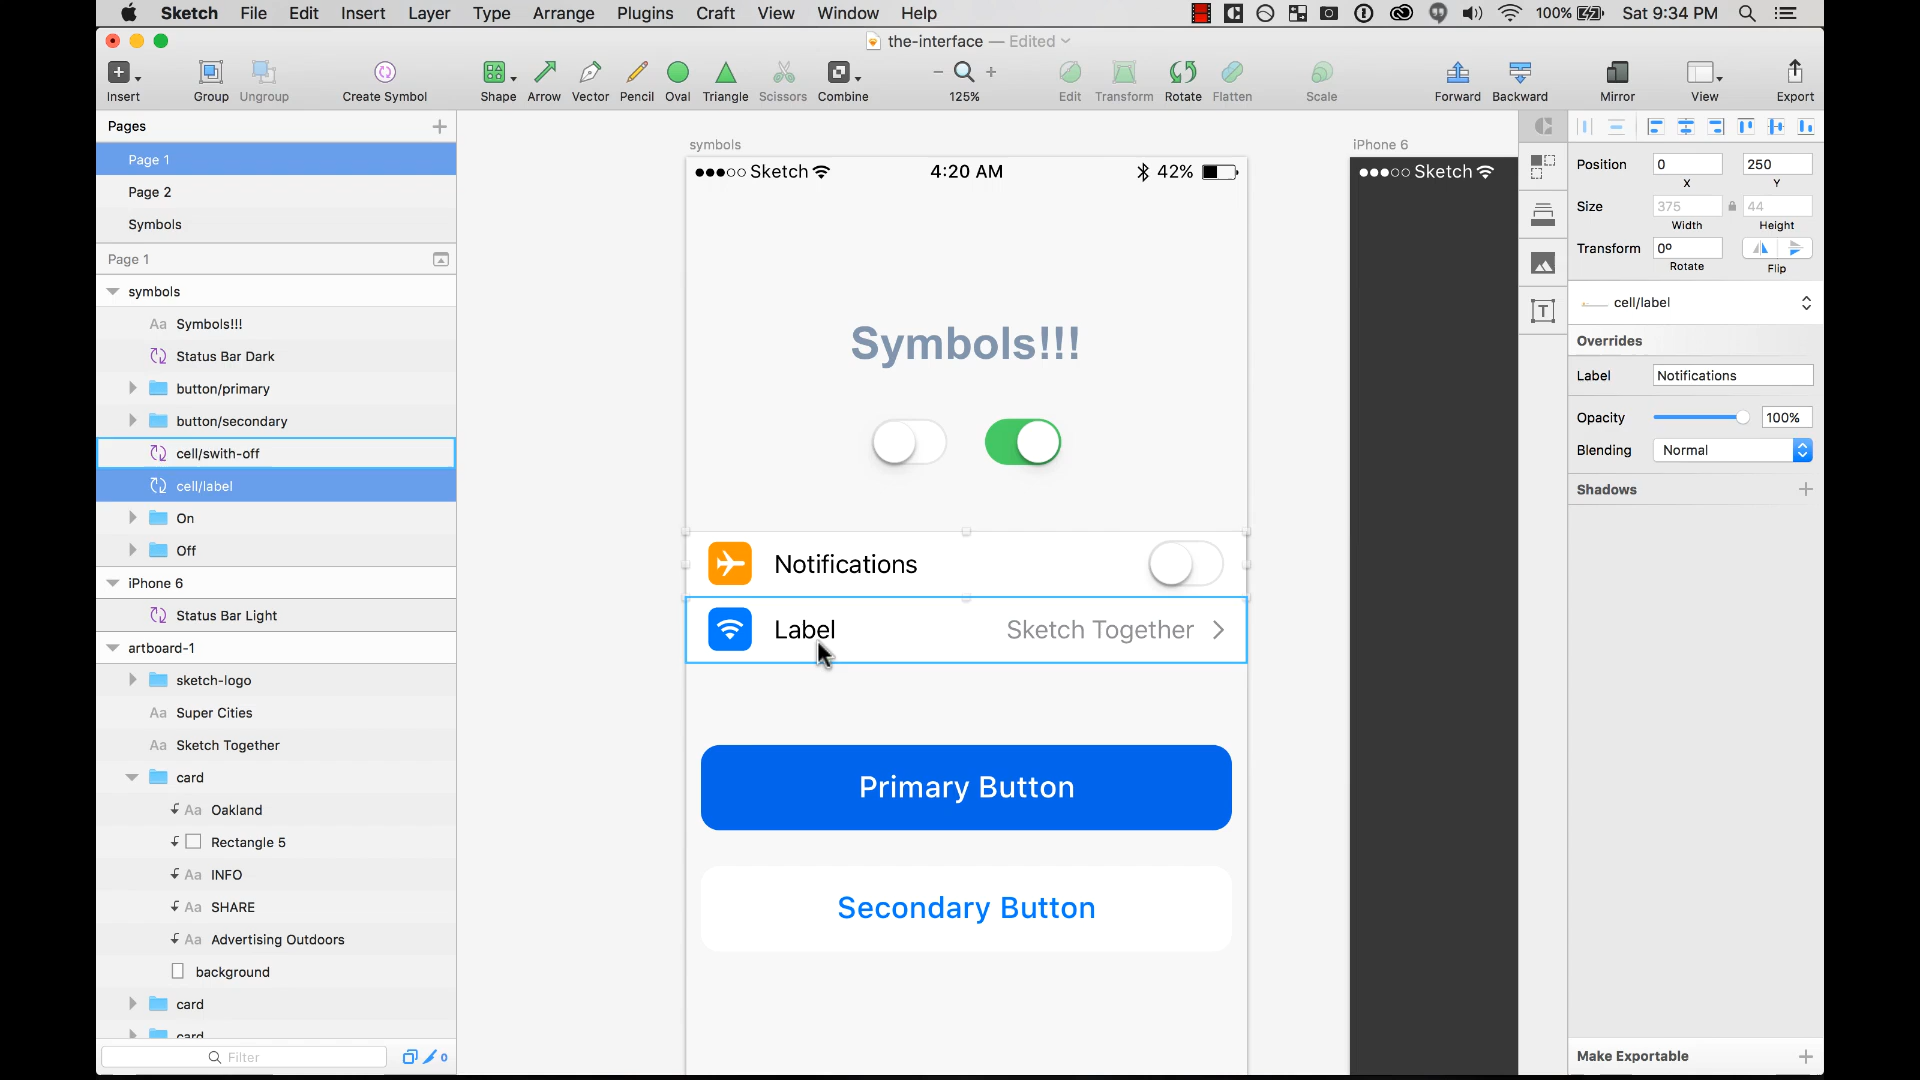 Sketch File Edit Insert Layer Type Arrange Plugins Craft View Window Help 100% Sat 9:34 PM
the-interface — Edited
Insert Group Ungroup Create Symbol Shape Arrow Vector Pencil Oval Triangle Scissors Combine 125% Edit Transform Rotate Flatten Scale Forward Backward Mirror View Export
Pages
Page 1
Page 2
Symbols
Page 1
symbols
Aa Symbols!!!
Status Bar Dark
button/primary
button/secondary
cell/swith-off
cell/label
On
Off
iPhone 6
Status Bar Light
artboard-1
sketch-logo
Aa Super Cities
Aa Sketch Together
card
Aa Oakland
Rectangle 5
Aa INFO
Aa SHARE
Aa Advertising Outdoors
background
card
card
Filter
0
symbols
Sketch 4:20 AM 42%
Symbols!!!
Notifications
Label Sketch Together
Primary Button
Secondary Button
iPhone 6
Sketch
T
Position 0 250
X Y
Size 375 44
Width Height
Transform 0º
Rotate Flip
cell/label
Overrides
Label Notifications
Opacity 100%
Blending Normal
Shadows
Make Exportable